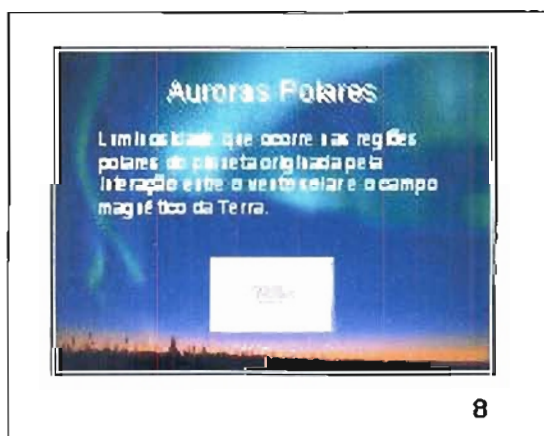 Auroras Polares
Luminosidade que ocorre nas regiões
polares do planeta originada pela
interação entre o vento solar e o campo
magnético da Terra.
8